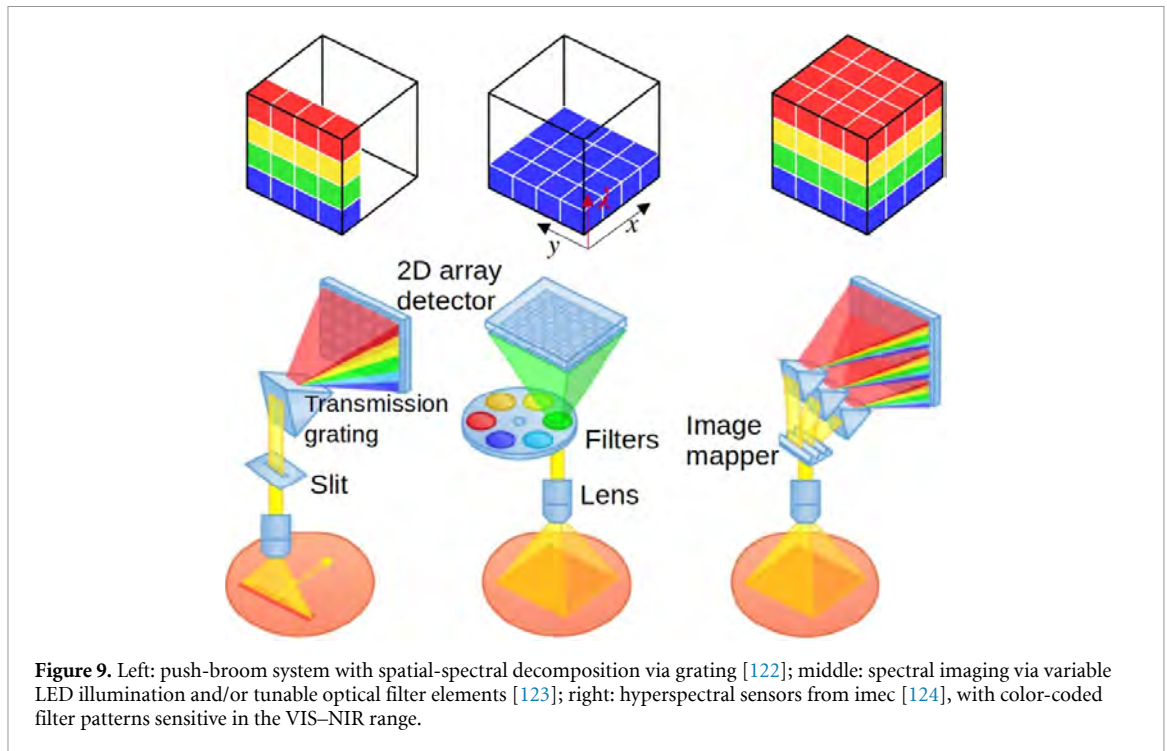 λ
x
y
2D array
detector
Transmission
grating
Filters
Image
mapper
Slit
Lens
Figure 9. Left: push-broom system with spatial-spectral decomposition via grating [122]; middle: spectral imaging via variable
LED illumination and/or tunable optical filter elements [123]; right: hyperspectral sensors from imec [124], with color-coded
filter patterns sensitive in the VIS–NIR range.